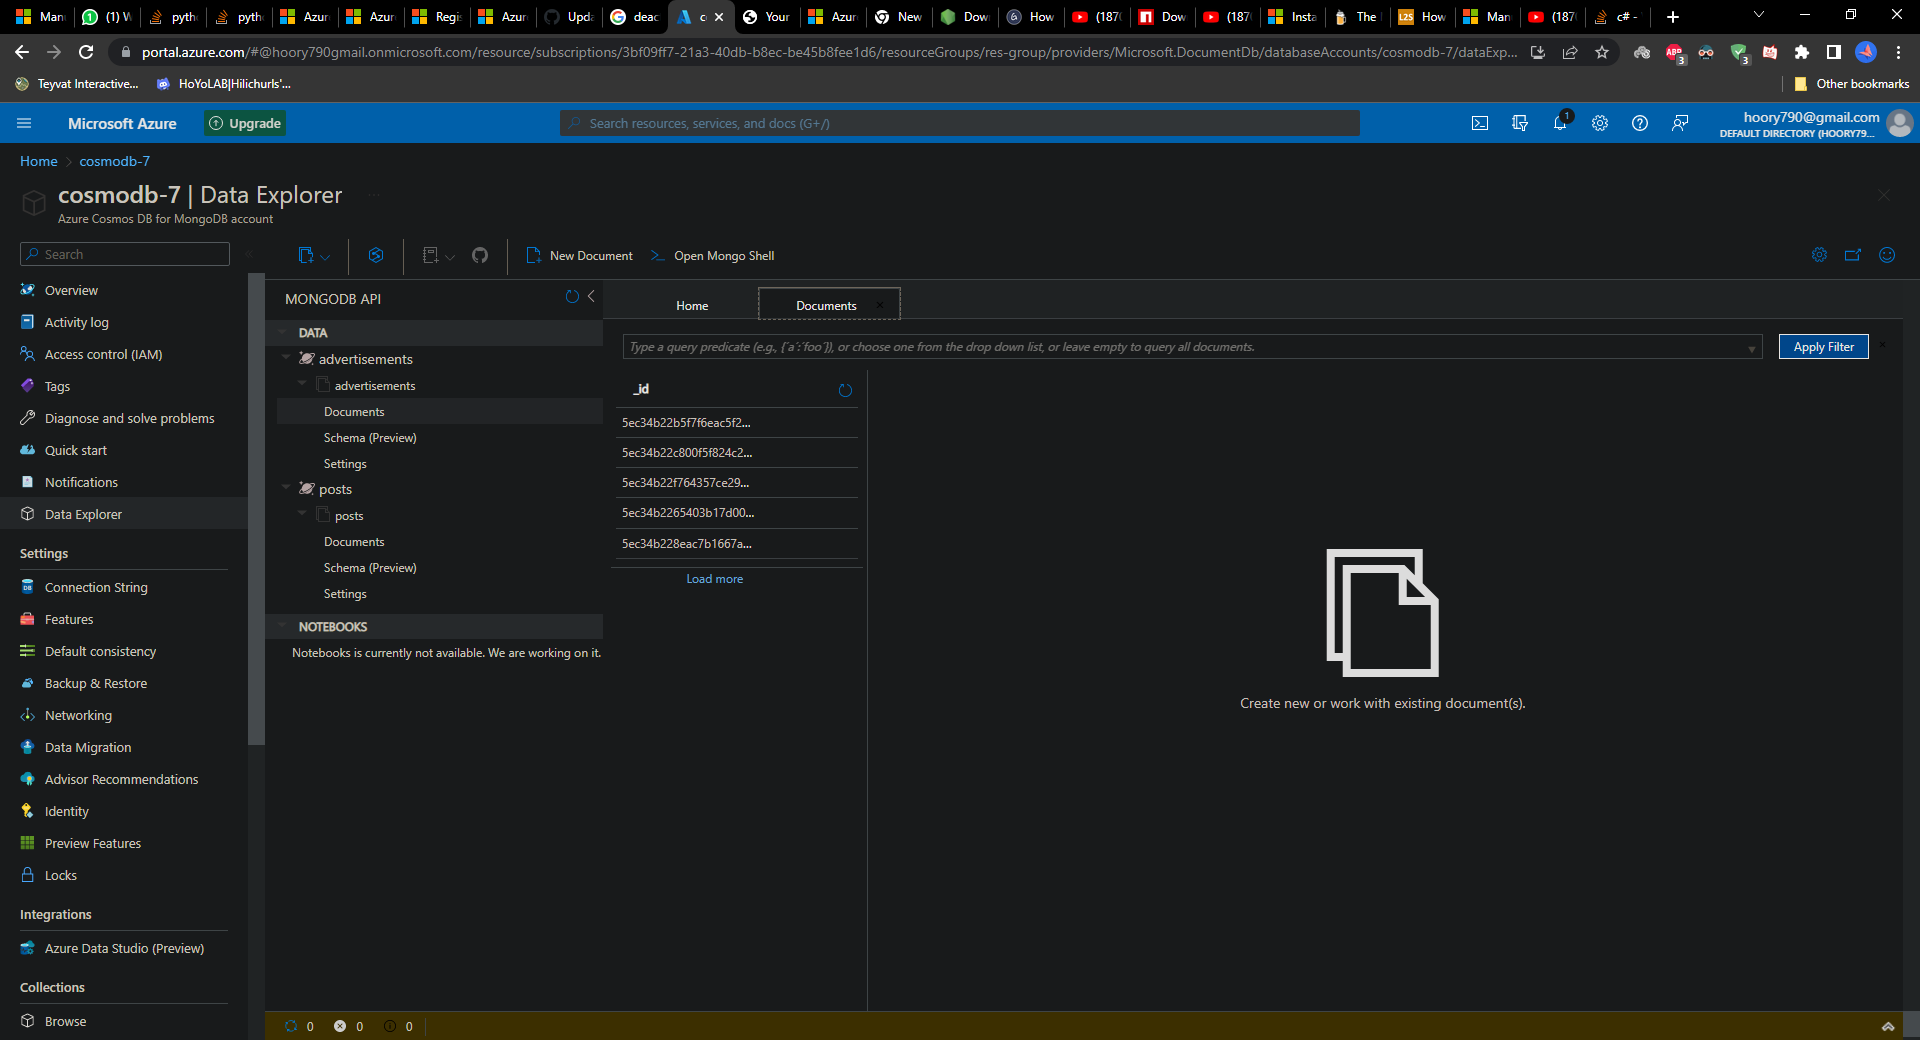 Manu
(1) W
pytho
pytho
Azur
Azur
Regis
Azur
Upda
deac
c
Your
Azur
New
Dow
How
(187(
Dow
(187(
Insta
The
How
Man
(187(
c# -
portal.azure.com/#@hoory790gmail.onmicrosoft.com/resource/subscriptions/3bf09ff7-21a3-40db-b8ec-be45b8fee1d6/resourceGroups/res-group/providers/Microsoft.DocumentDb/databaseAccounts/cosmodb-7/dataExp...
ABP
3
3
Teyvat Interactive...
HoYoLAB|Hilichurls'...
Other bookmarks
Microsoft Azure
Upgrade
Search resources, services, and docs (G+/)
1
hoory790@gmail.com
DEFAULT DIRECTORY (HOORY79...
Home > cosmodb-7
cosmodb-7 | Data Explorer
Azure Cosmos DB for MongoDB account
Search
Overview
Activity log
Access control (IAM)
Tags
Diagnose and solve problems
Quick start
Notifications
Data Explorer
Settings
Connection String
Features
Default consistency
Backup & Restore
Networking
Data Migration
Advisor Recommendations
Identity
Preview Features
Locks
Integrations
Azure Data Studio (Preview)
Collections
Browse
New Document
Open Mongo Shell
MONGODB API
DATA
advertisements
advertisements
Documents
Schema (Preview)
Settings
posts
posts
Documents
Schema (Preview)
Settings
NOTEBOOKS
Notebooks is currently not available. We are working on it.
Home
Documents
Type a query predicate (e.g., {´a´:´foo´}), or choose one from the drop down list, or leave empty to query all documents.
Apply Filter
_id
5ec34b22b5f7f6eac5f2...
5ec34b22c800f5f824c2...
5ec34b22f764357ce29...
5ec34b2265403b17d00...
5ec34b228eac7b1667a...
Load more
Create new or work with existing document(s).
0
0
0